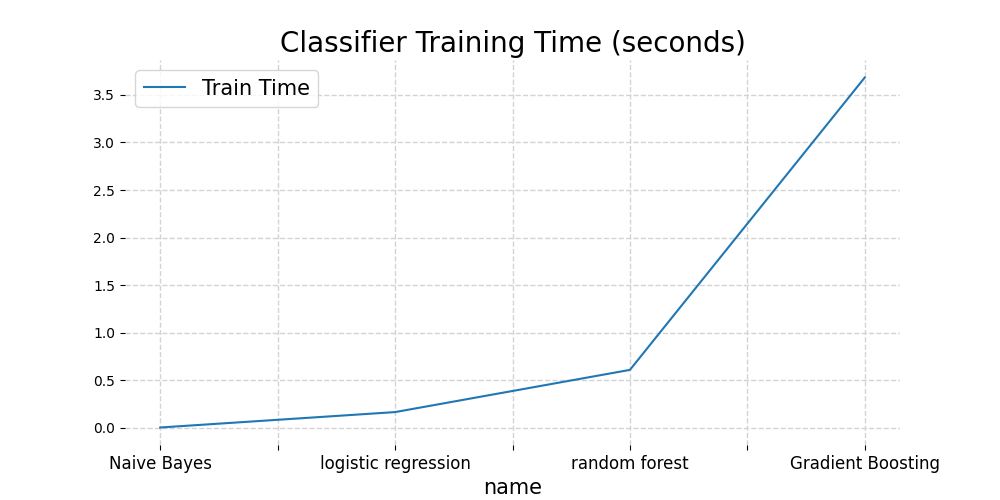 Classifier Training Time (seconds)
Train Time
3.5
3.0
2.5
2.0
1.5
1.0
0.5
0.0
Naive Bayes logistic regression random forest Gradient Boosting
name